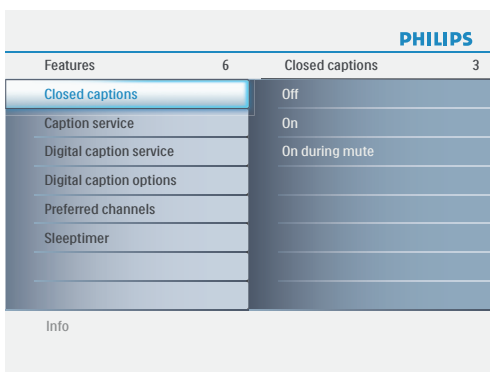 PHILIPS
Features 6 Closed captions 3
Closed captions Off
Caption service On
Digital caption service On during mute
Digital caption options
Preferred channels
Sleeptimer
Info